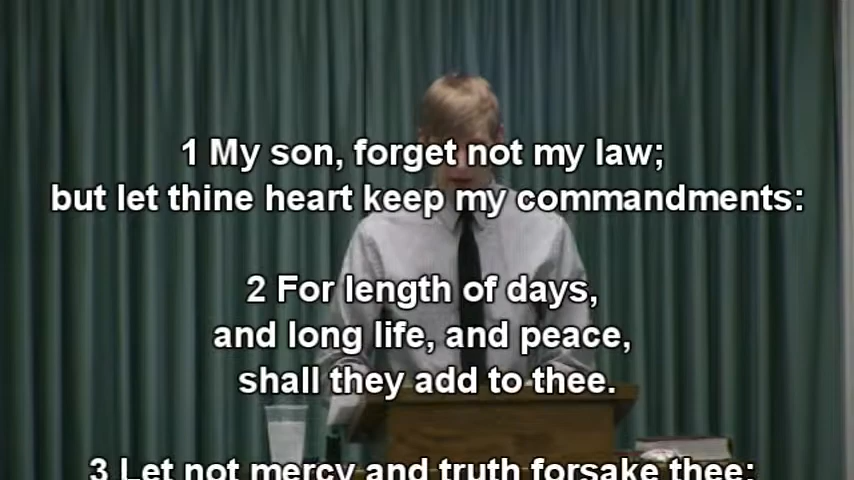 1 My son, forget not my law;
but let thine heart keep my commandments:
2 For length of days,
and long life, and peace,
shall they add to thee.
3 Let not mercy and truth forsake thee: